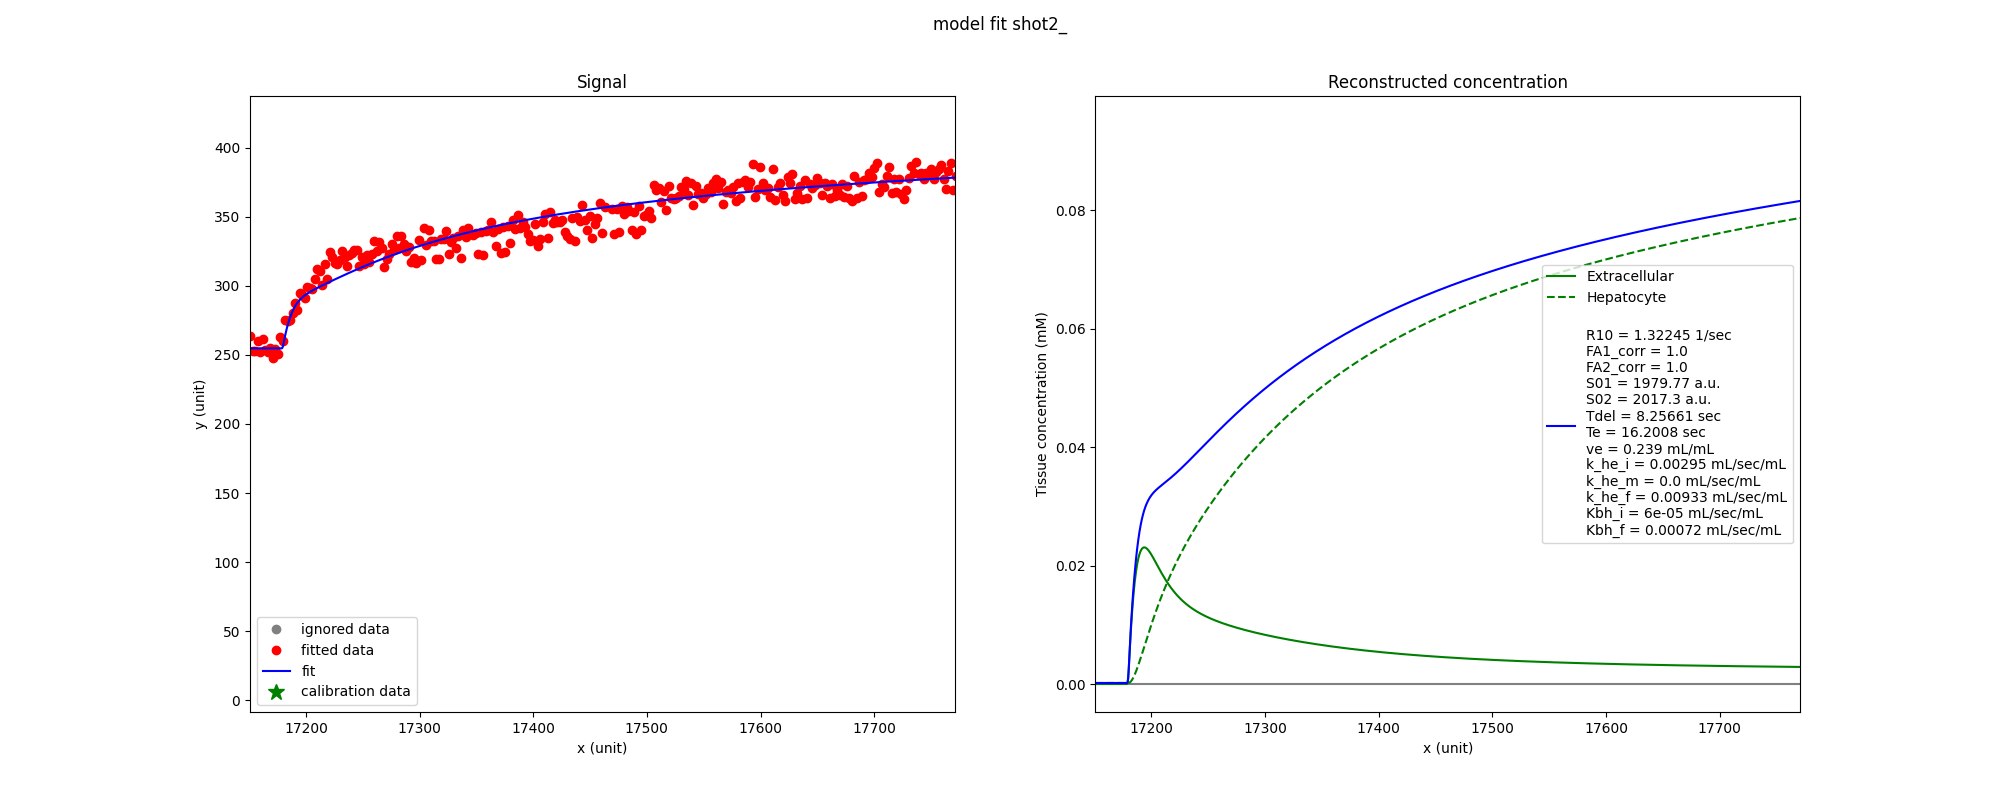 model fit shot2_
Signal
y (unit)
400
350
300
250
200
150
100
50
0
17200
17300
17400
17500
17600
17700
x (unit)
ignored data
fitted data
fit
calibration data
Reconstructed concentration
Tissue concentration (mM)
0.08
0.06
0.04
0.02
0.00
17200
17300
17400
17500
17600
17700
x (unit)
Extracellular
Hepatocyte
R10 = 1.32245 1/sec
FA1_corr = 1.0
FA2_corr = 1.0
S01 = 1979.77 a.u.
S02 = 2017.3 a.u.
Tdel = 8.25661 sec
Te = 16.2008 sec
ve = 0.239 mL/mL
k_he_i = 0.00295 mL/sec/mL
k_he_m = 0.0 mL/sec/mL
k_he_f = 0.00933 mL/sec/mL
Kbh_i = 6e-05 mL/sec/mL
Kbh_f = 0.00072 mL/sec/mL